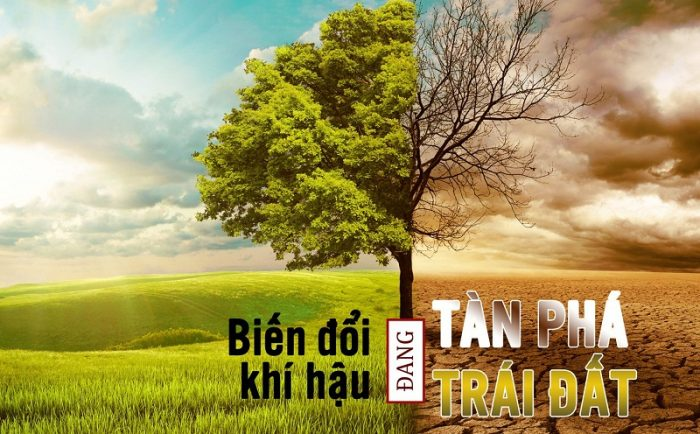 Biến đổi
khí hậu
ĐANG
TÀN PHÁ
TRÁI ĐẤT